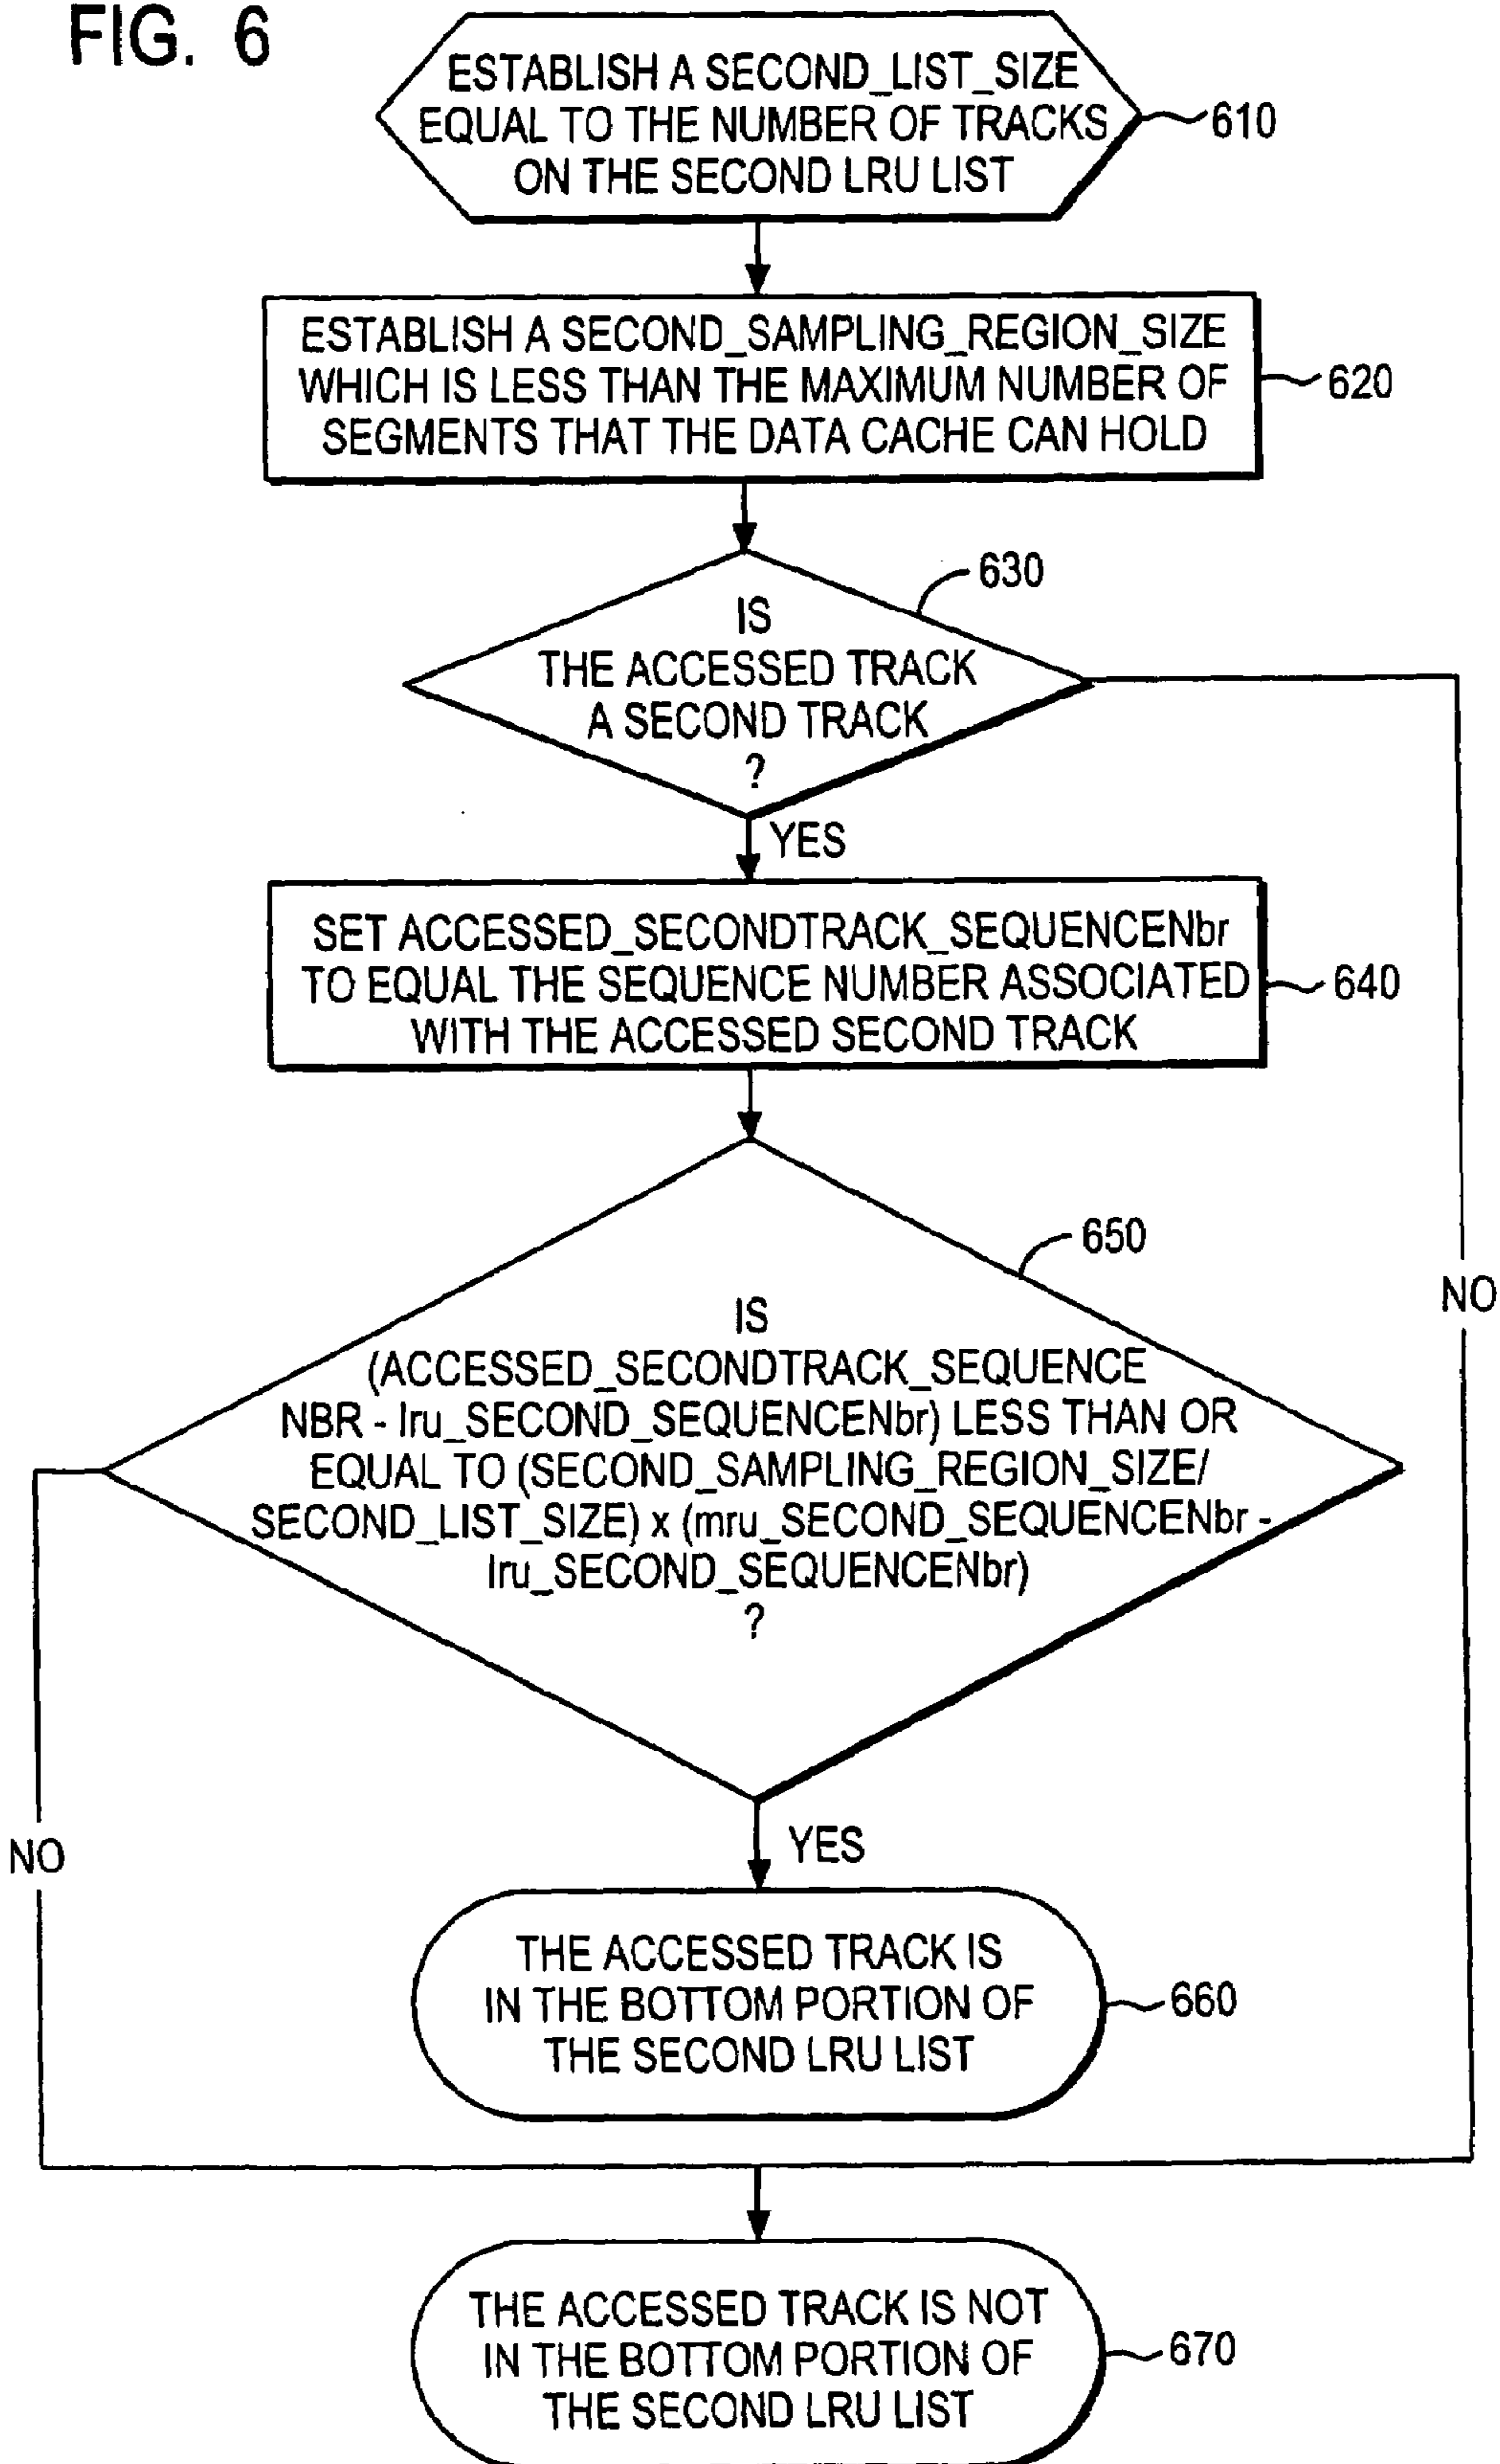 FIG. 6
ESTABLISH A SECOND_LIST_SIZE
EQUAL TO THE NUMBER OF TRACKS
ON THE SECOND LRU LIST
610
ESTABLISH A SECOND_SAMPLING_REGION_SIZE
WHICH IS LESS THAN THE MAXIMUM NUMBER OF
SEGMENTS THAT THE DATA CACHE CAN HOLD
620
630
IS
THE ACCESSED TRACK
A SECOND TRACK
?
YES
SET ACCESSED_SECONDTRACK_SEQUENCENbr
TO EQUAL THE SEQUENCE NUMBER ASSOCIATED
WITH THE ACCESSED SECOND TRACK
640
650
NO
IS
(ACCESSED_SECONDTRACK_SEQUENCE
NBR - lru_SECOND_SEQUENCENbr) LESS THAN OR
EQUAL TO (SECOND_SAMPLING_REGION_SIZE/
SECOND_LIST_SIZE) x (mru_SECOND_SEQUENCENbr -
lru_SECOND_SEQUENCENbr)
?
NO
YES
THE ACCESSED TRACK IS
IN THE BOTTOM PORTION OF
THE SECOND LRU LIST
660
THE ACCESSED TRACK IS NOT
IN THE BOTTOM PORTION OF
THE SECOND LRU LIST
670